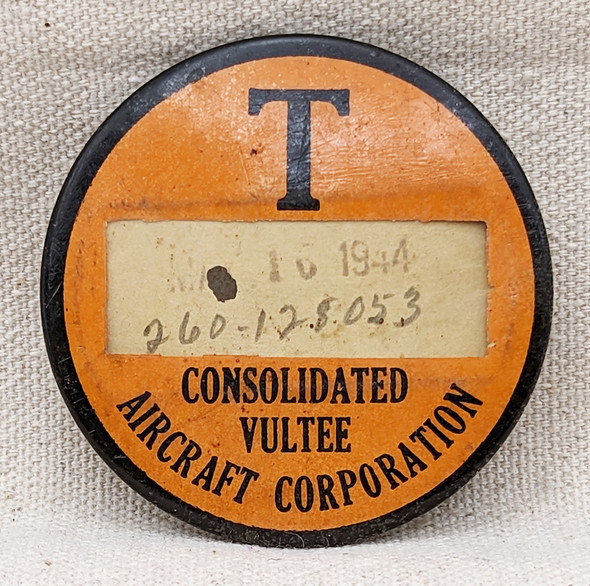 T
16 1944
260-128053
CONSOLIDATED
VULTEE
AIRCRAFT CORPORATION